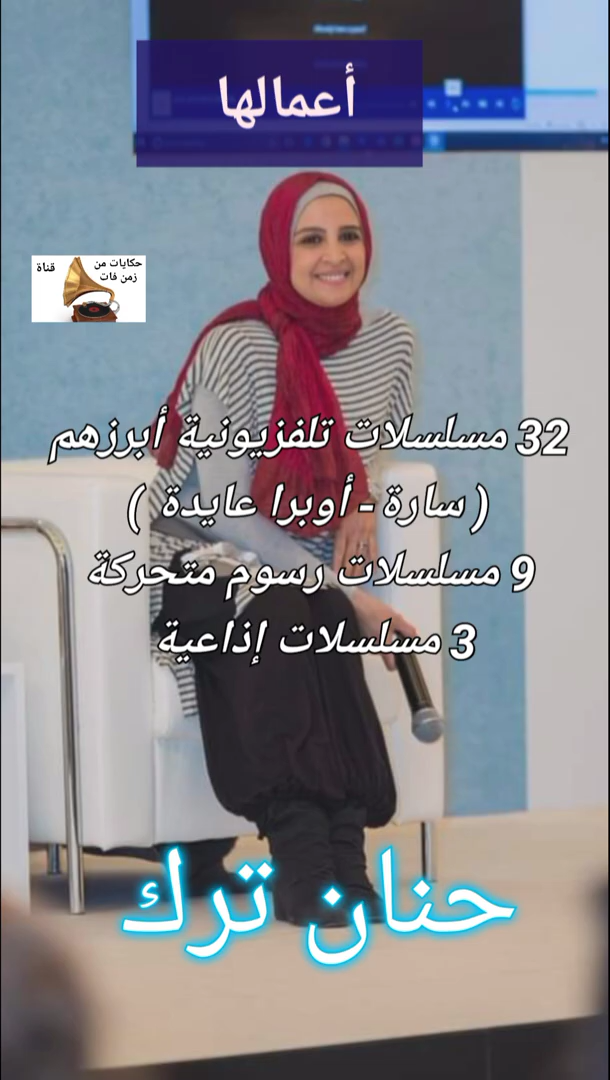 أعمالها
حكايات من
زمن فات
قناة
32 مسلسلات تلفزيونية أبرزهم
( سارة - أوبرا عايدة )
9 مسلسلات رسوم متحركة
3 مسلسلات إذاعية
حنان ترك